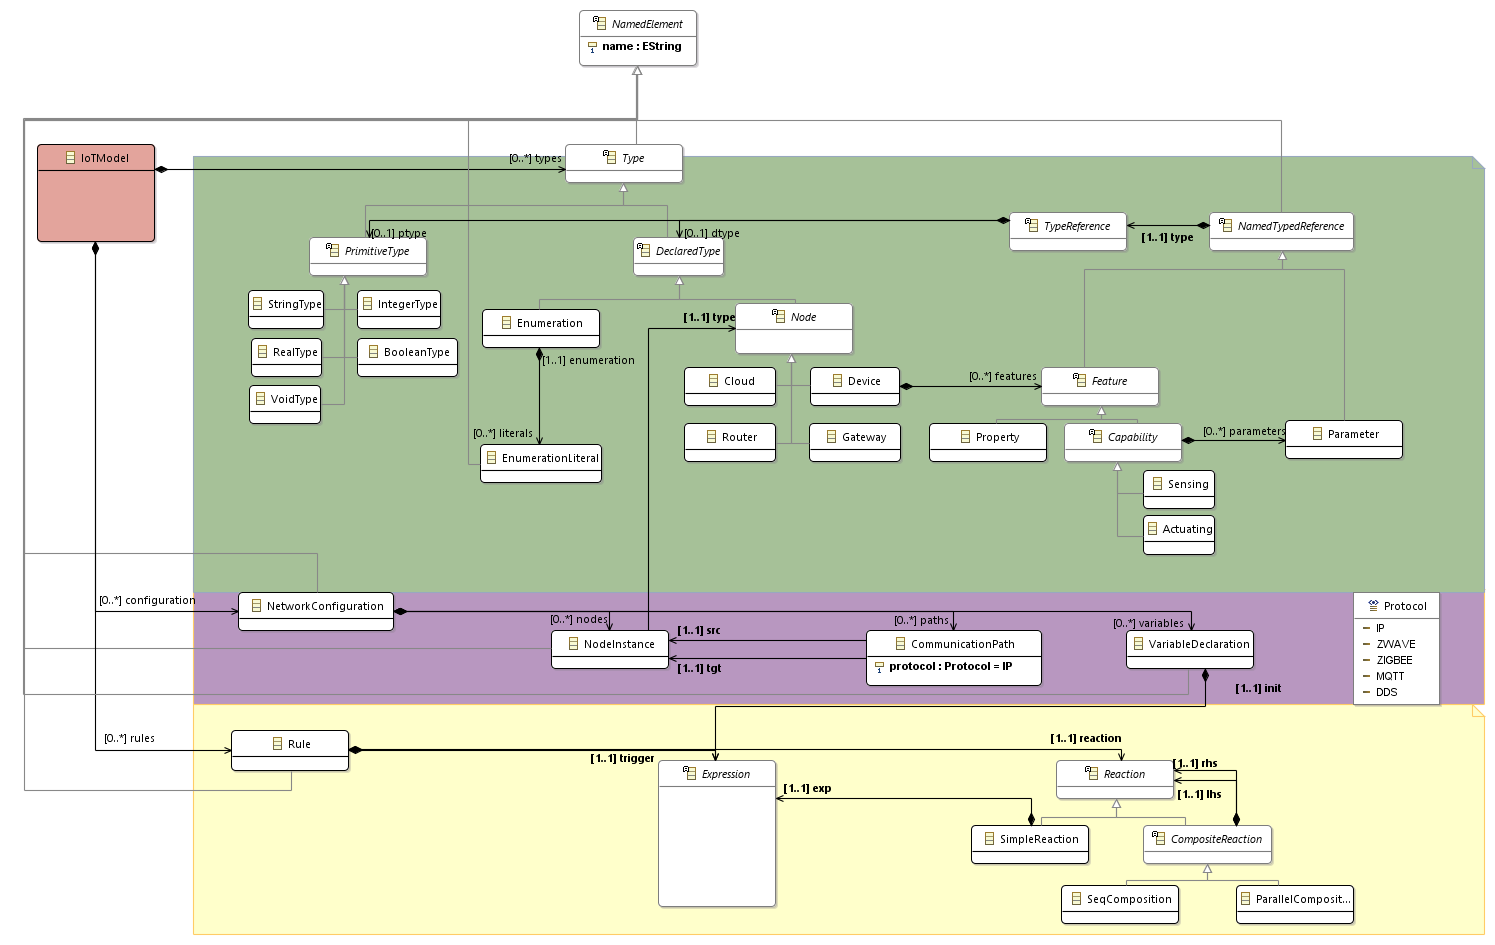 NamedElement
name : EString
IoTModel
[0..*] types
Type
[0..1] ptype
[0..1] dtype
TypeReference
[1..1] type
NamedTypedReference
PrimitiveType
DeclaredType
StringType
IntegerType
RealType
BooleanType
VoidType
Enumeration
[1..1] enumeration
[0..*] literals
EnumerationLiteral
[1..1] type
Node
Cloud
Device
Router
Gateway
[0..*] features
Feature
Property
Capability
[0..*] parameters
Parameter
Sensing
Actuating
[0..*] configuration
NetworkConfiguration
[0..*] nodes
[0..*] paths
[0..*] variables
NodeInstance
[1..1] src
[1..1] tgt
CommunicationPath
protocol : Protocol = IP
VariableDeclaration
[1..1] init
Protocol
IP
ZWAVE
ZIGBEE
MQTT
DDS
[0..*] rules
Rule
[1..1] trigger
[1..1] reaction
Expression
[1..1] exp
Reaction
[1..1] rhs
[1..1] lhs
SimpleReaction
CompositeReaction
SeqComposition
ParallelComposit...